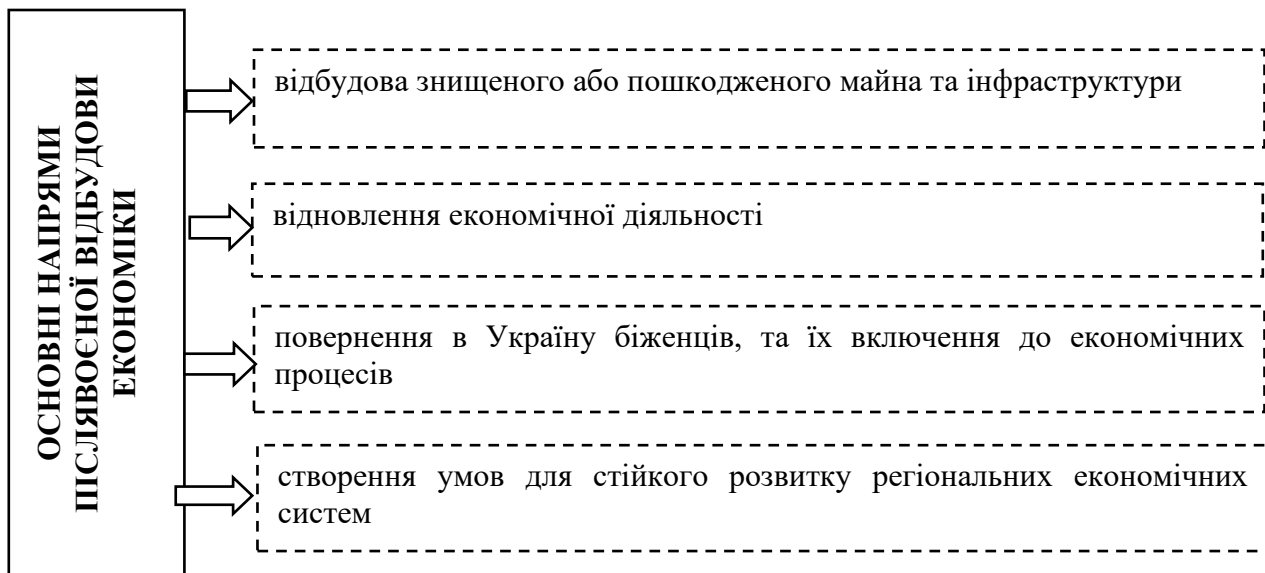 ОСНОВНІ НАПРЯМИ
ПІСЛЯВОЄНОЇ ВІДБУДОВИ
ЕКОНОМІКИ
відбудова знищеного або пошкодженого майна та інфраструктури
відновлення економічної діяльності
повернення в Україну біженців, та їх включення до економічних
процесів
створення умов для стійкого розвитку регіональних економічних
систем